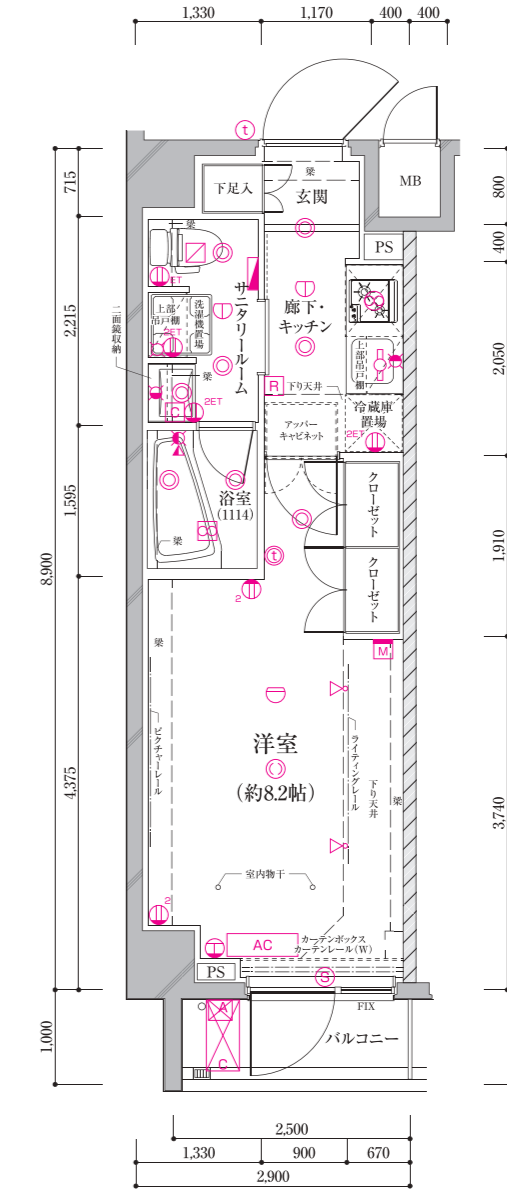 1,330
1,170
400
400
t
MB
下足入
梁
玄関
715
800
400
PS
梁
2ET
サニタリールーム
廊下・
キッチン
上部
吊戸棚
洗濯機
置場
2ET
二面鏡収納
梁
2ET
C
R
下り天井
上部
吊戸棚
冷蔵庫
置場
2ET
アッパー
キャビネット
2,215
2,050
浴室
(1114)
梁
クローゼット
クローゼット
t
1,595
1,910
8,900
2
M
梁
ピクチャーレール
洋室
(約8.2帖)
ライティングレール
下り天井
梁
4,375
3,740
室内物干
2
AC
カーテンボックス
カーテンレール(W)
PS
S
FIX
A
C
バルコニー
1,000
2,500
1,330
900
670
2,900